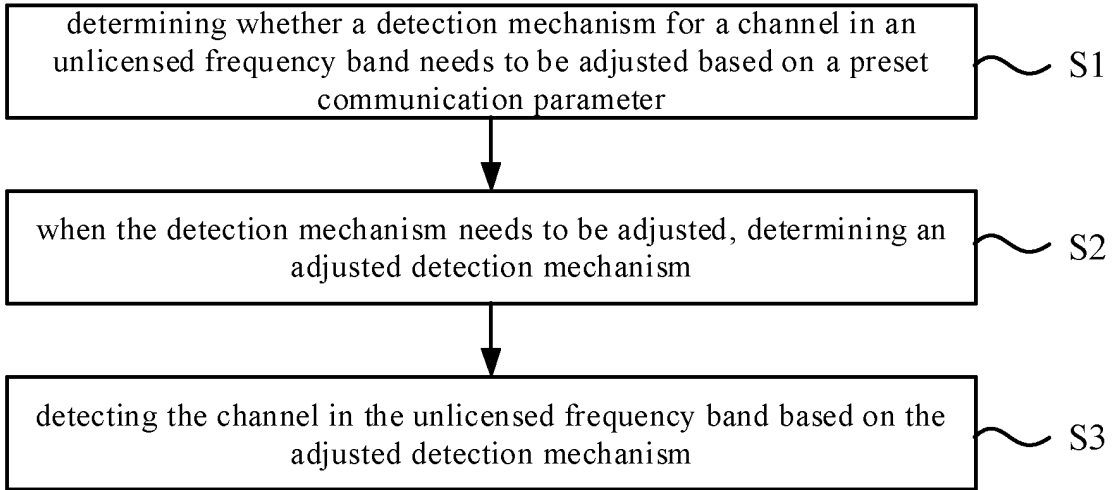 determining whether a detection mechanism for a channel in an
unlicensed frequency band needs to be adjusted based on a preset
communication parameter
S1
when the detection mechanism needs to be adjusted, determining an
adjusted detection mechanism
S2
detecting the channel in the unlicensed frequency band based on the
adjusted detection mechanism
S3